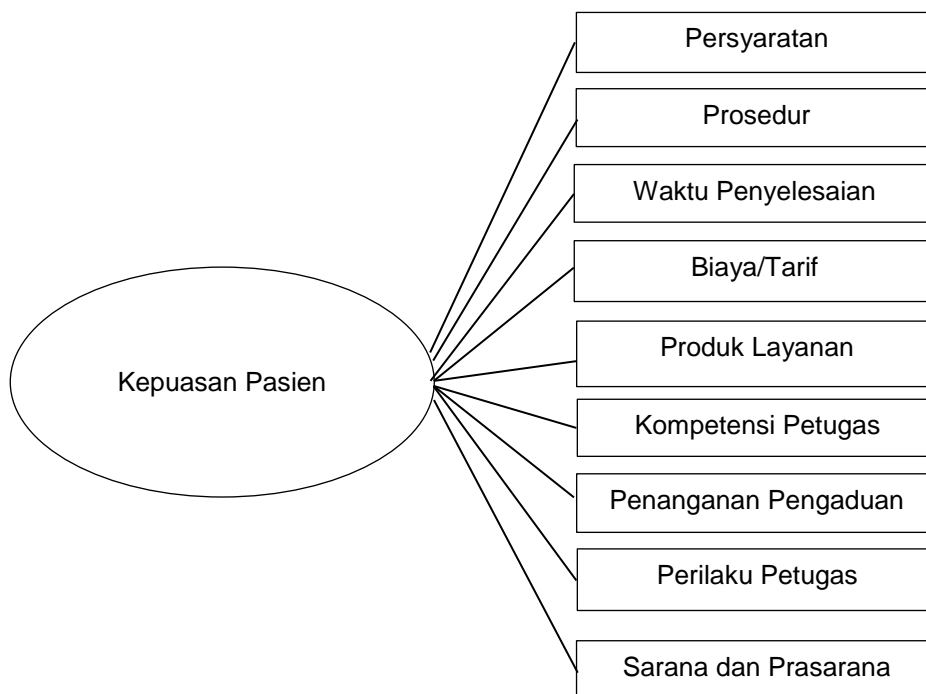 Persyaratan
Prosedur
Waktu Penyelesaian
Biaya/Tarif
Produk Layanan
Kepuasan Pasien
Kompetensi Petugas
Penanganan Pengaduan
Perilaku Petugas
Sarana dan Prasarana